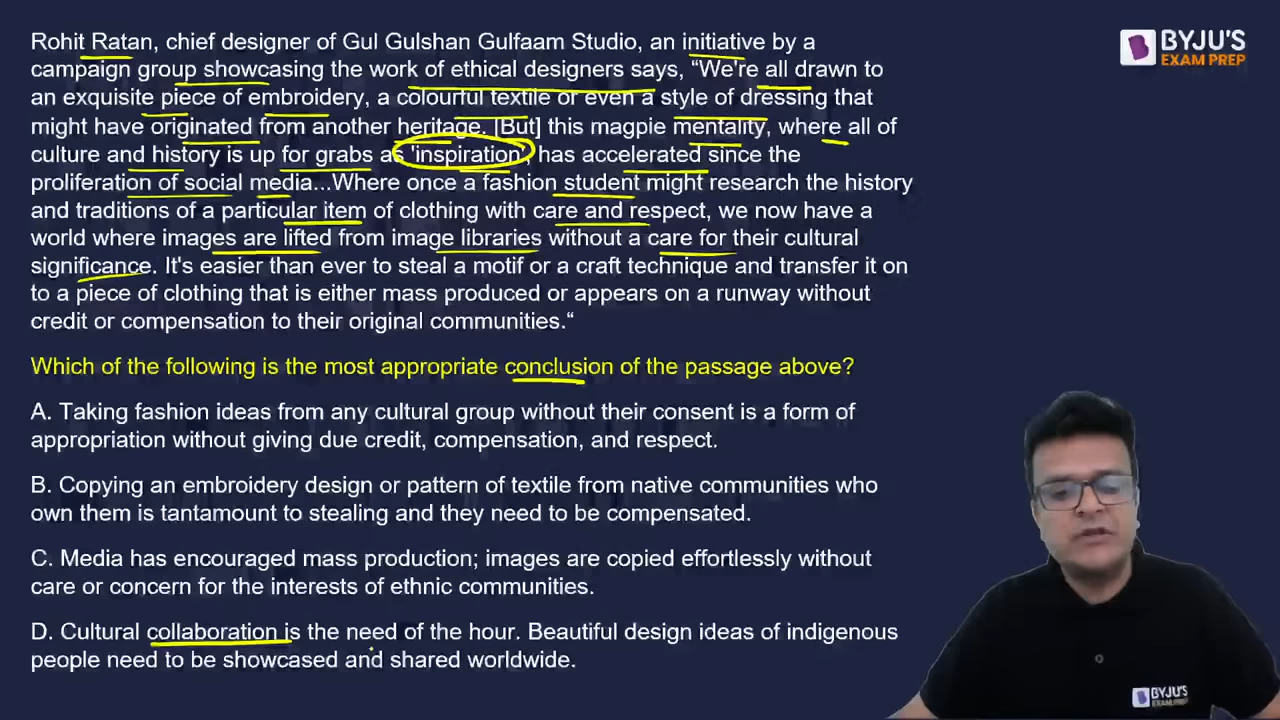 Rohit Ratan, chief designer of Gul Gulshan Gulfaam Studio, an initiative by a
campaign group showcasing the work of ethical designers says, “We're all drawn to
an exquisite piece of embroidery, a colourful textile or even a style of dressing that
might have originated from another heritage. [But] this magpie mentality, where all of
culture and history is up for grabs as 'inspiration', has accelerated since the
proliferation of social media...Where once a fashion student might research the history
and traditions of a particular item of clothing with care and respect, we now have a
world where images are lifted from image libraries without a care for their cultural
significance. It's easier than ever to steal a motif or a craft technique and transfer it on
to a piece of clothing that is either mass produced or appears on a runway without
credit or compensation to their original communities.“
Which of the following is the most appropriate conclusion of the passage above?
A. Taking fashion ideas from any cultural group without their consent is a form of
appropriation without giving due credit, compensation, and respect.
B. Copying an embroidery design or pattern of textile from native communities who
own them is tantamount to stealing and they need to be compensated.
C. Media has encouraged mass production; images are copied effortlessly without
care or concern for the interests of ethnic communities.
D. Cultural collaboration is the need of the hour. Beautiful design ideas of indigenous
people need to be showcased and shared worldwide.
BYJU'S
EXAM PREP
BYJU'S
EXAM PREP